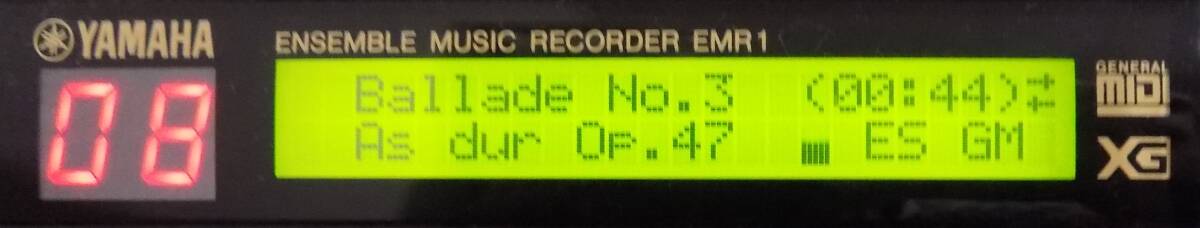 YAMAHA
ENSEMBLE MUSIC RECORDER EMR1
08
Ballade No.3 (00:44)
As dur Op.47 ES GM
GENERAL
MIDI
XG